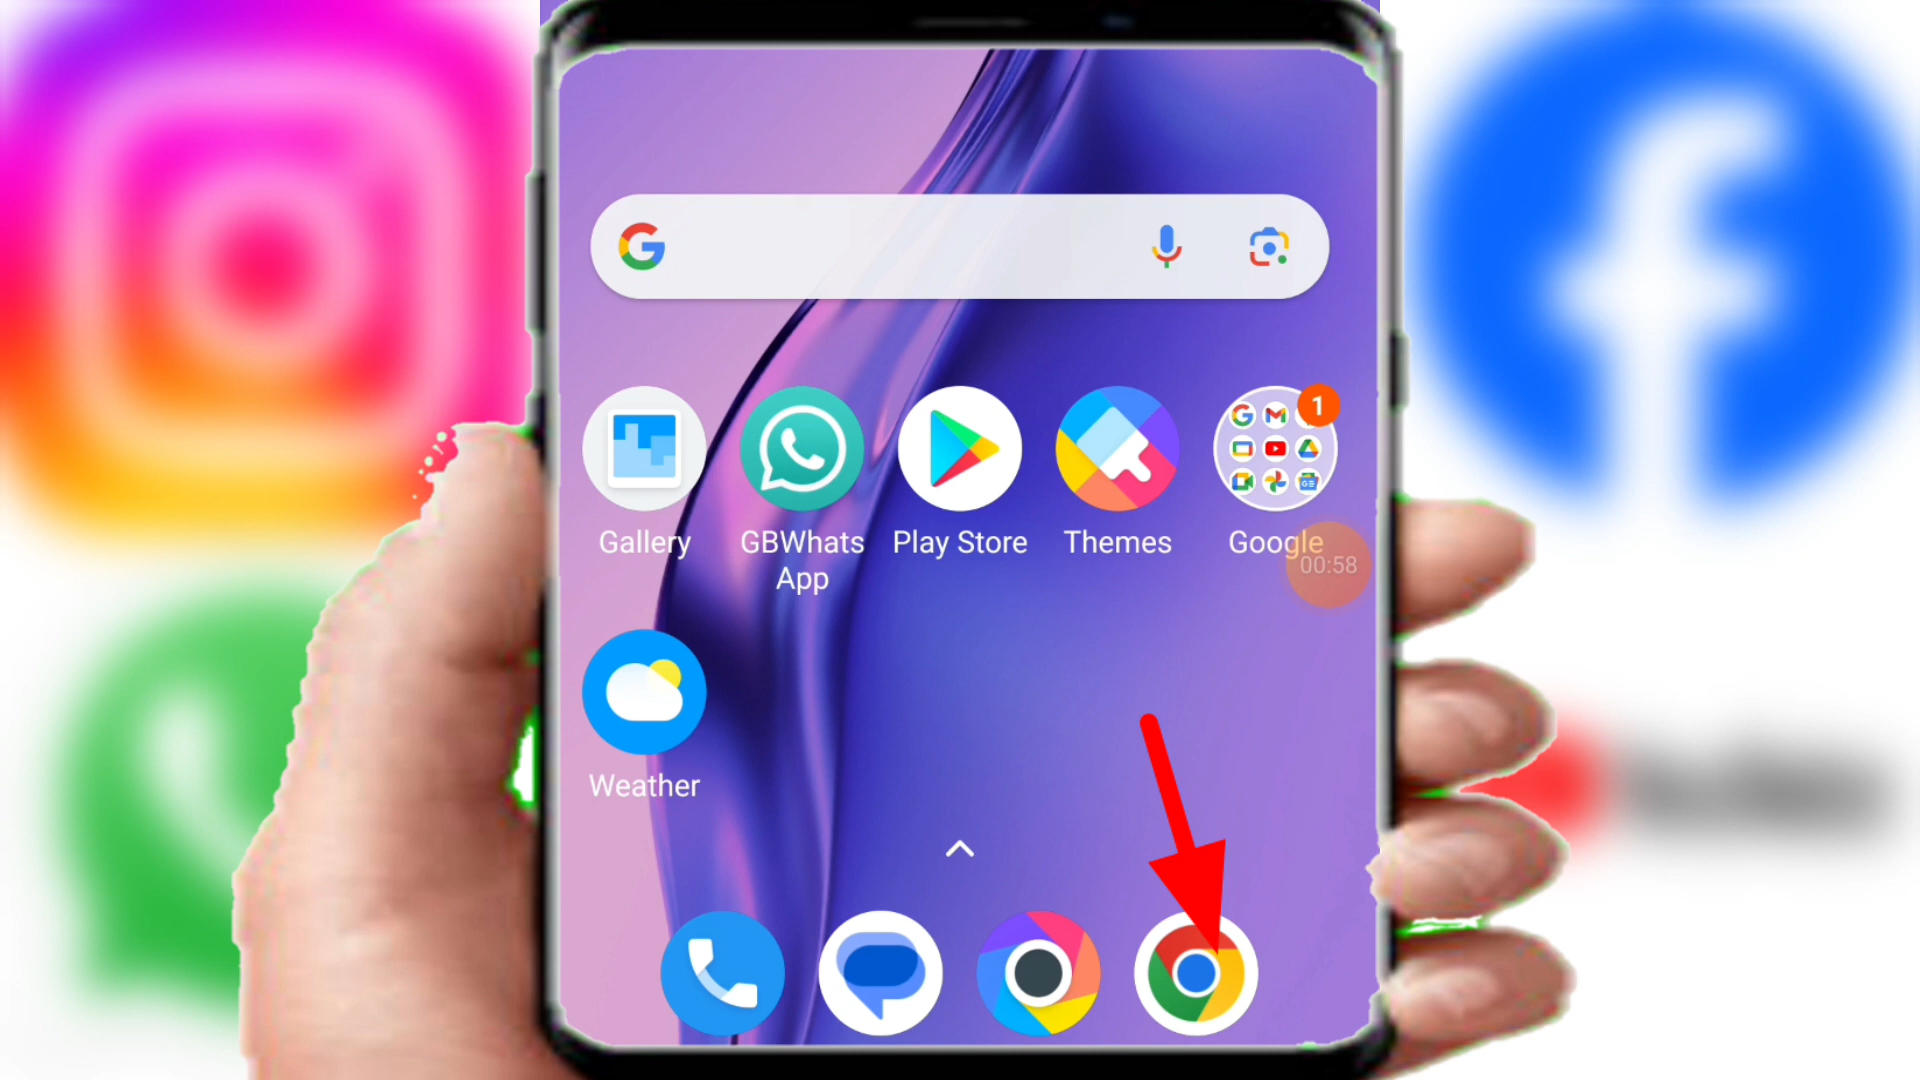 1
Gallery
GBWhats
App
Play Store
Themes
Google
00:58
Weather